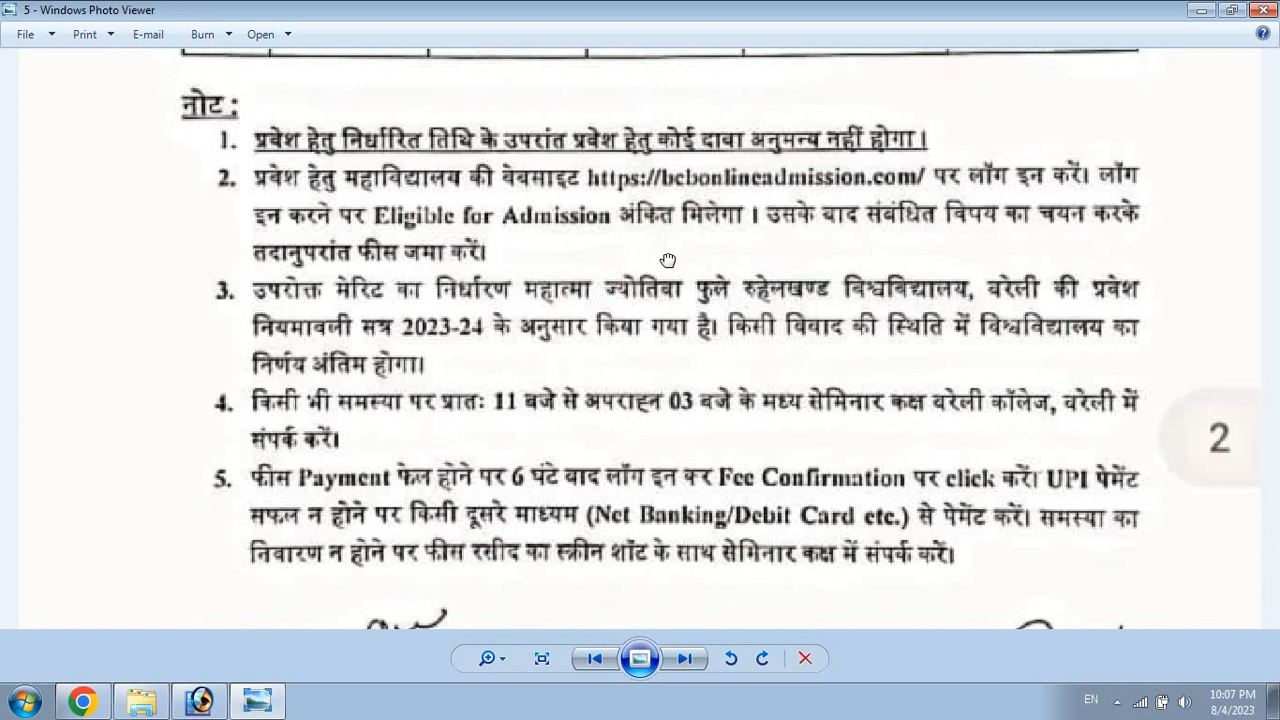 5 - Windows Photo Viewer
File Print E-mail Burn Open
नोट :
1. प्रवेश हेतु निर्धारित तिथि के उपरांत प्रवेश हेतु कोई दावा अनुमन्य नहीं होगा ।
2. प्रवेश हेतु महाविद्यालय की वेबसाइट https://bcbonlineadmission.com/ पर लॉग इन करें। लॉग
इन करने पर Eligible for Admission अंकित मिलेगा । उसके बाद संबंधित विषय का चयन करके
तदानुपरांत फीस जमा करें।
3. उपरोक्त मेरिट का निर्धारण महात्मा ज्योतिबा फुले रुहेलखण्ड विश्वविद्यालय, बरेली की प्रवेश
नियमावली सत्र 2023-24 के अनुसार किया गया है। किसी विवाद की स्थिति में विश्वविद्यालय का
निर्णय अंतिम होगा।
4. किसी भी समस्या पर प्रातः 11 बजे से अपराह्न 03 बजे के मध्य सेमिनार कक्ष बरेली कॉलेज, बरेली में
संपर्क करें।
2
5. फीस Payment फेल होने पर 6 घंटे बाद लॉग इन कर Fee Confirmation पर click करें। UPI पेमेंट
सफल न होने पर किसी दूसरे माध्यम (Net Banking/Debit Card etc.) से पेमेंट करें। समस्या का
निवारण न होने पर फीस रसीद का स्क्रीन शॉट के साथ सेमिनार कक्ष में संपर्क करें।
EN
10:07 PM
8/4/2023